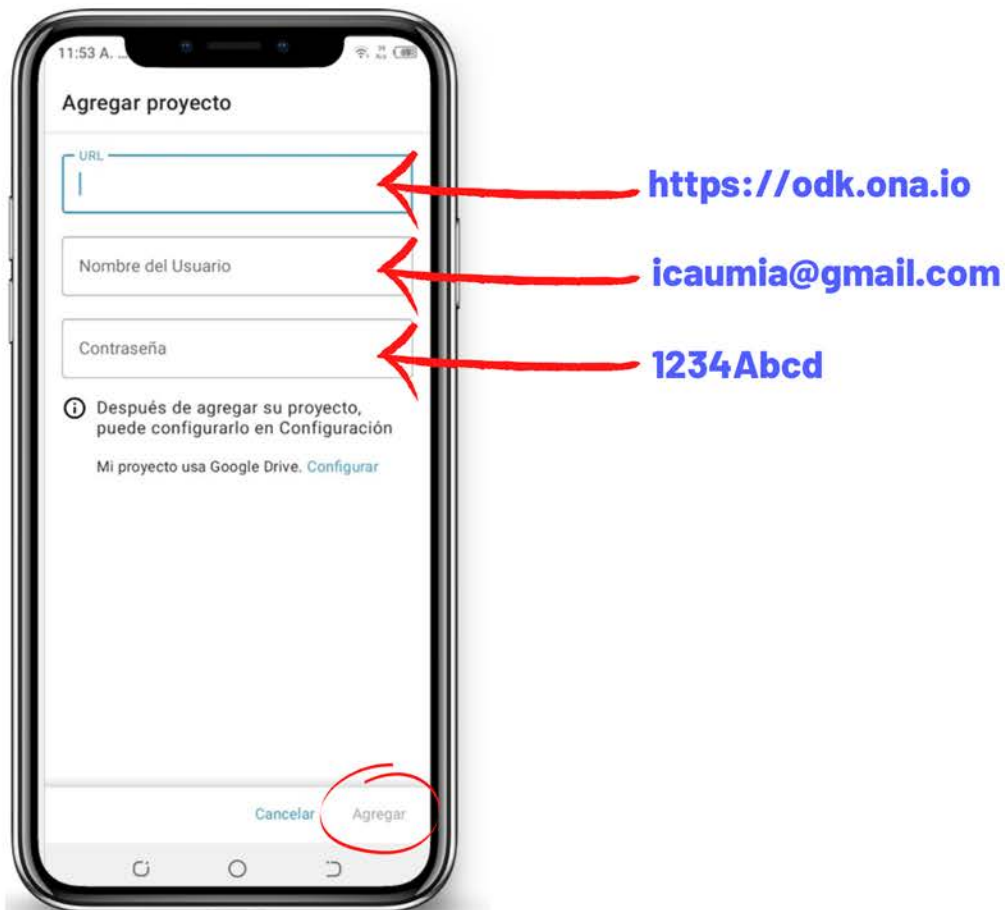 11:53 A. ...
Agregar proyecto
URL
https://odk.ona.io
Nombre del Usuario
icaumia@gmail.com
Contraseña
1234Abcd
Después de agregar su proyecto,
puede configurarlo en Configuración
Mi proyecto usa Google Drive. Configurar
Cancelar Agregar